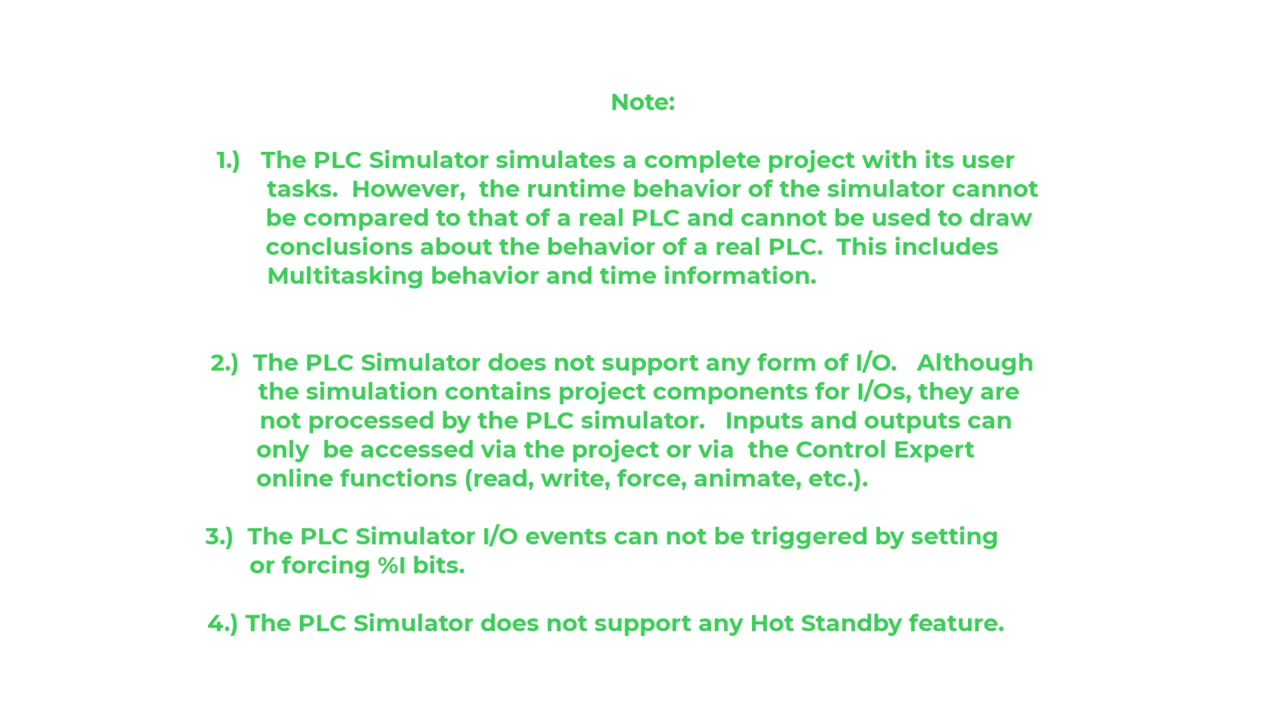 Note:
1.) The PLC Simulator simulates a complete project with its user
tasks. However, the runtime behavior of the simulator cannot
be compared to that of a real PLC and cannot be used to draw
conclusions about the behavior of a real PLC. This includes
Multitasking behavior and time information.
2.) The PLC Simulator does not support any form of I/O. Although
the simulation contains project components for I/Os, they are
not processed by the PLC simulator. Inputs and outputs can
only be accessed via the project or via the Control Expert
online functions (read, write, force, animate, etc.).
3.) The PLC Simulator I/O events can not be triggered by setting
or forcing %I bits.
4.) The PLC Simulator does not support any Hot Standby feature.